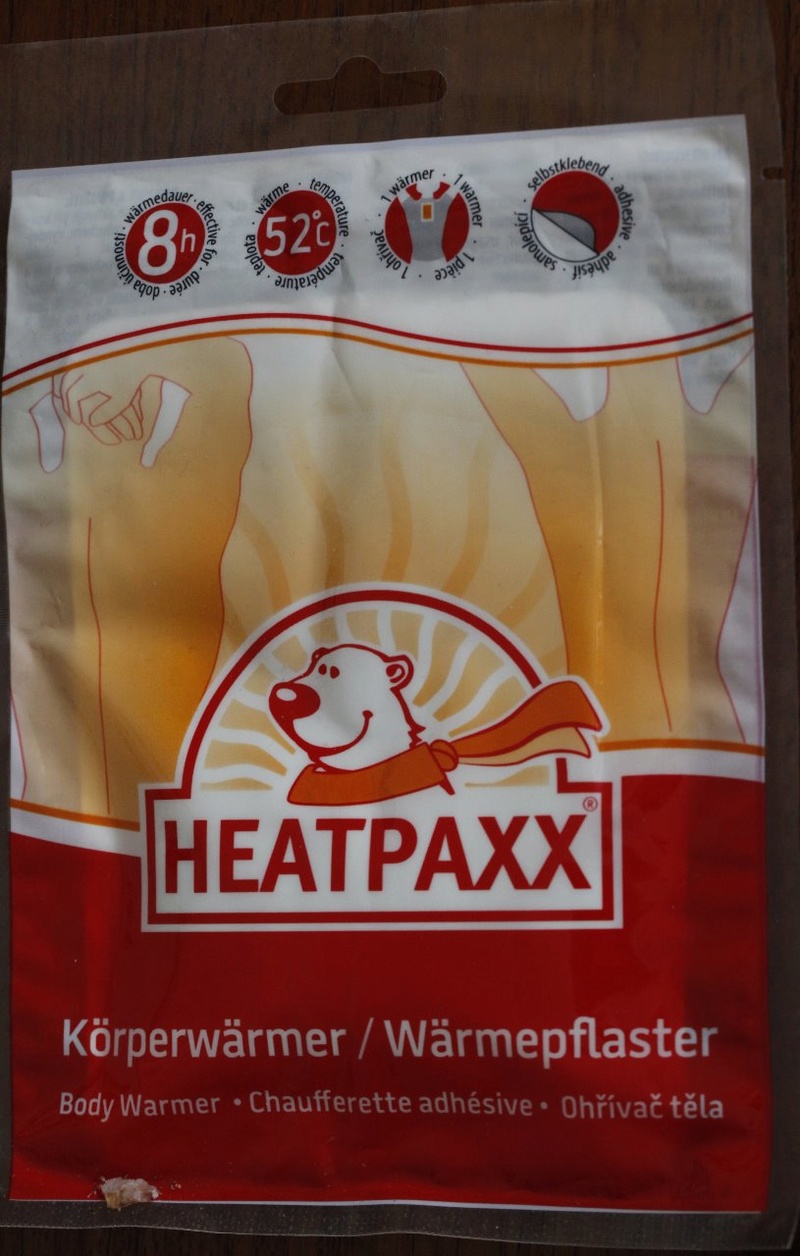 wärmedauer · effective for · durée · doba účinnosti ·
8h
wärme · temperature · température · teplota ·
52°c
1 wärmer · 1 warmer · 1 pièce · 1 ohřívač
selbstklebend · adhesive · adhésif · samolepící ·
HEATPAXX®
Körperwärmer / Wärmepflaster
Body Warmer • Chaufferette adhésive • Ohřívač těla